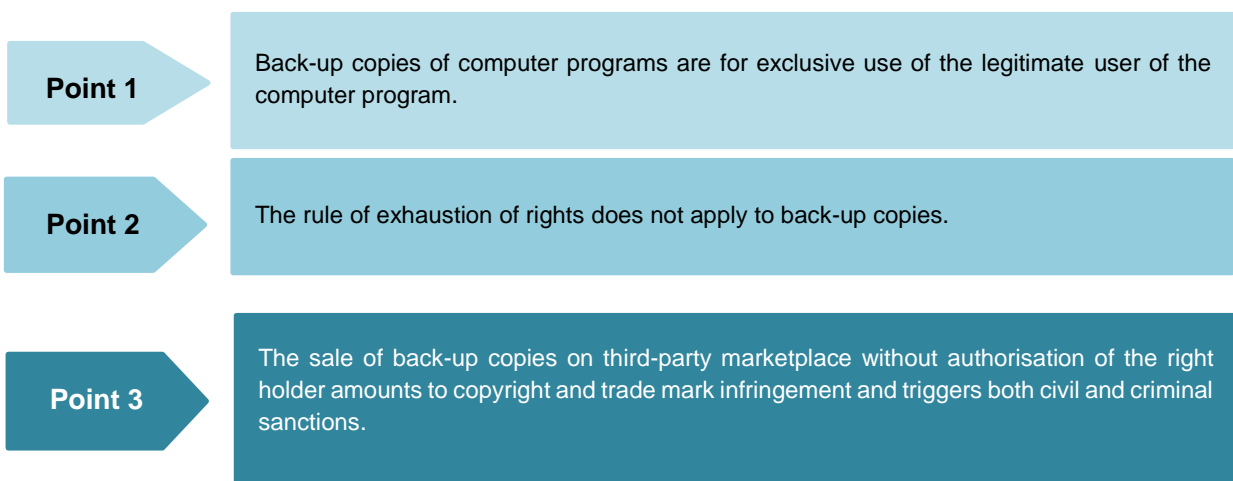 Point 1
Back-up copies of computer programs are for exclusive use of the legitimate user of the
computer program.
Point 2
The rule of exhaustion of rights does not apply to back-up copies.
Point 3
The sale of back-up copies on third-party marketplace without authorisation of the right
holder amounts to copyright and trade mark infringement and triggers both civil and criminal
sanctions.